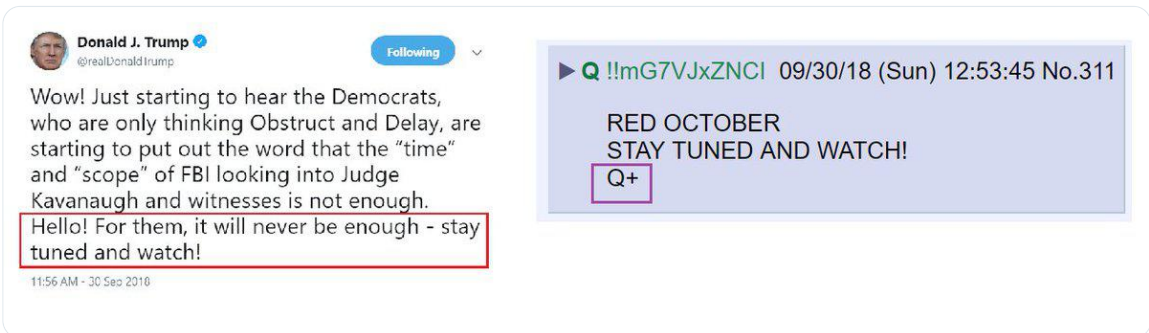 Donald J. Trump
@realDonaldTrump
Following
Wow! Just starting to hear the Democrats,
who are only thinking Obstruct and Delay, are
starting to put out the word that the “time”
and “scope” of FBI looking into Judge
Kavanaugh and witnesses is not enough.
Hello! For them, it will never be enough - stay
tuned and watch!
11:56 AM - 30 Sep 2018
Q !!mG7VJxZNCI 09/30/18 (Sun) 12:53:45 No.311
RED OCTOBER
STAY TUNED AND WATCH!
Q+